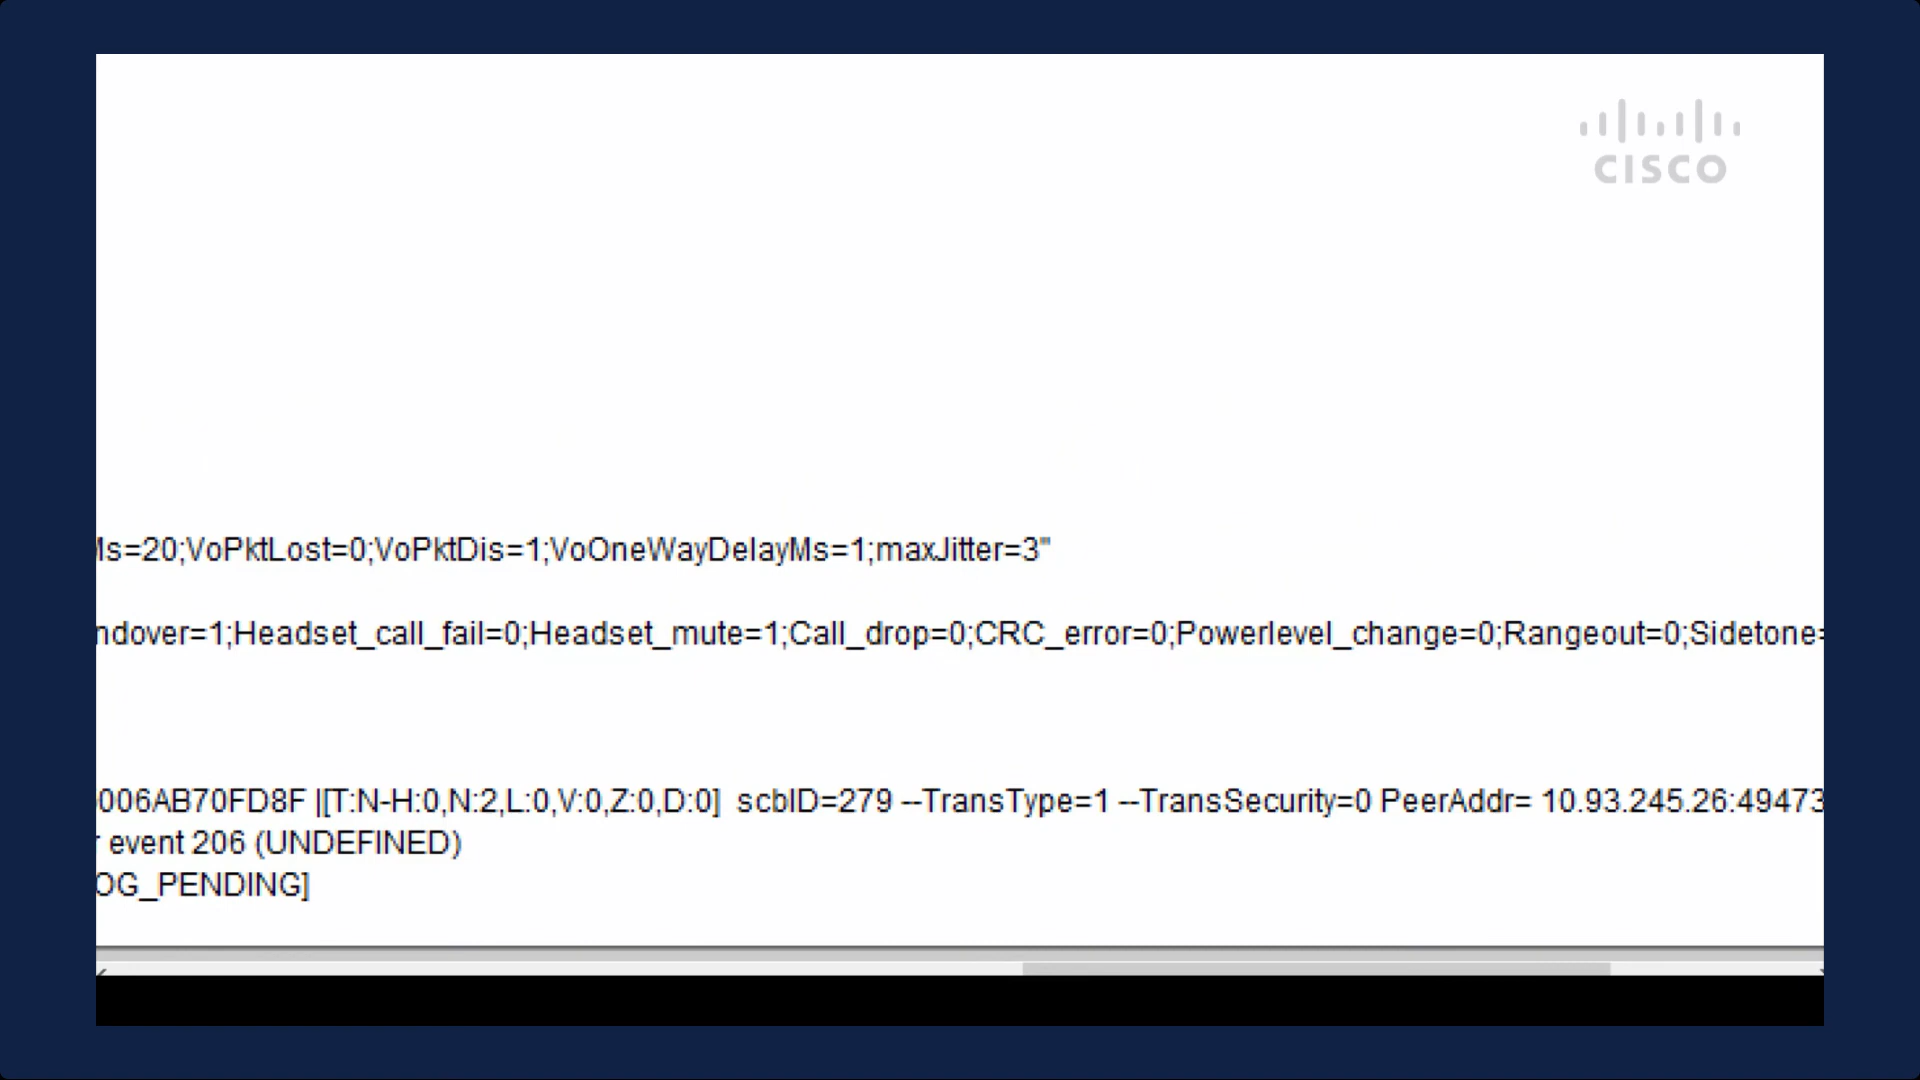 CISCO
Ms=20;VoPktLost=0;VoPktDis=1;VoOneWayDelayMs=1;maxJitter=3"
ndover=1;Headset_call_fail=0;Headset_mute=1;Call_drop=0;CRC_error=0;Powerlevel_change=0;Rangeout=0;Sidetone=
006AB70FD8F |[T:N-H:0,N:2,L:0,V:0,Z:0,D:0]  scbID=279 --TransType=1 --TransSecurity=0 PeerAddr= 10.93.245.26:49473
r event 206 (UNDEFINED)
OG_PENDING]